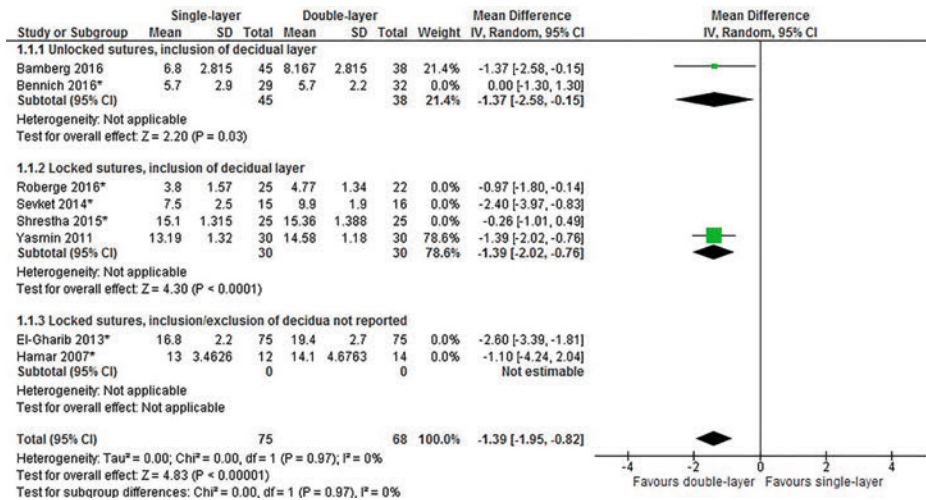 Single-layer Double-layer Mean Difference Mean Difference
Study or Subgroup Mean SD Total Mean SD Total Weight IV, Random, 95% CI IV, Random, 95% CI
1.1.1 Unlocked sutures, inclusion of decidual layer
Bamberg 2016 6.8 2.815 45 8.167 2.815 38 21.4% -1.37 [-2.58, -0.15]
Bennich 2016* 5.7 2.9 29 5.7 2.2 32 0.0% 0.00 [-1.30, 1.30]
Subtotal (95% CI) 45 38 21.4% -1.37 [-2.58, -0.15]
Heterogeneity: Not applicable
Test for overall effect: Z = 2.20 (P = 0.03)
1.1.2 Locked sutures, inclusion of decidual layer
Roberge 2016* 3.8 1.57 25 4.77 1.34 22 0.0% -0.97 [-1.80, -0.14]
Sevket 2014* 7.5 2.5 15 9.9 1.9 16 0.0% -2.40 [-3.97, -0.83]
Shrestha 2015* 15.1 1.315 25 15.36 1.388 25 0.0% -0.26 [-1.01, 0.49]
Yasmin 2011 13.19 1.32 30 14.58 1.18 30 78.6% -1.39 [-2.02, -0.76]
Subtotal (95% CI) 30 30 78.6% -1.39 [-2.02, -0.76]
Heterogeneity: Not applicable
Test for overall effect: Z = 4.30 (P < 0.0001)
1.1.3 Locked sutures, inclusion/exclusion of decidua not reported
El-Gharib 2013* 16.8 2.2 75 19.4 2.7 75 0.0% -2.60 [-3.39, -1.81]
Hamar 2007* 13 3.4626 12 14.1 4.6763 14 0.0% -1.10 [-4.24, 2.04]
Subtotal (95% CI) 0 0 Not estimable
Heterogeneity: Not applicable
Test for overall effect: Not applicable
Total (95% CI) 75 68 100.0% -1.39 [-1.95, -0.82]
Heterogeneity: Tau² = 0.00; Chi² = 0.00, df = 1 (P = 0.97); I² = 0%
Test for overall effect: Z = 4.83 (P < 0.00001)
Test for subgroup differences: Chi² = 0.00, df = 1 (P = 0.97), I² = 0%
-4 -2 0 2 4
Favours double-layer Favours single-layer